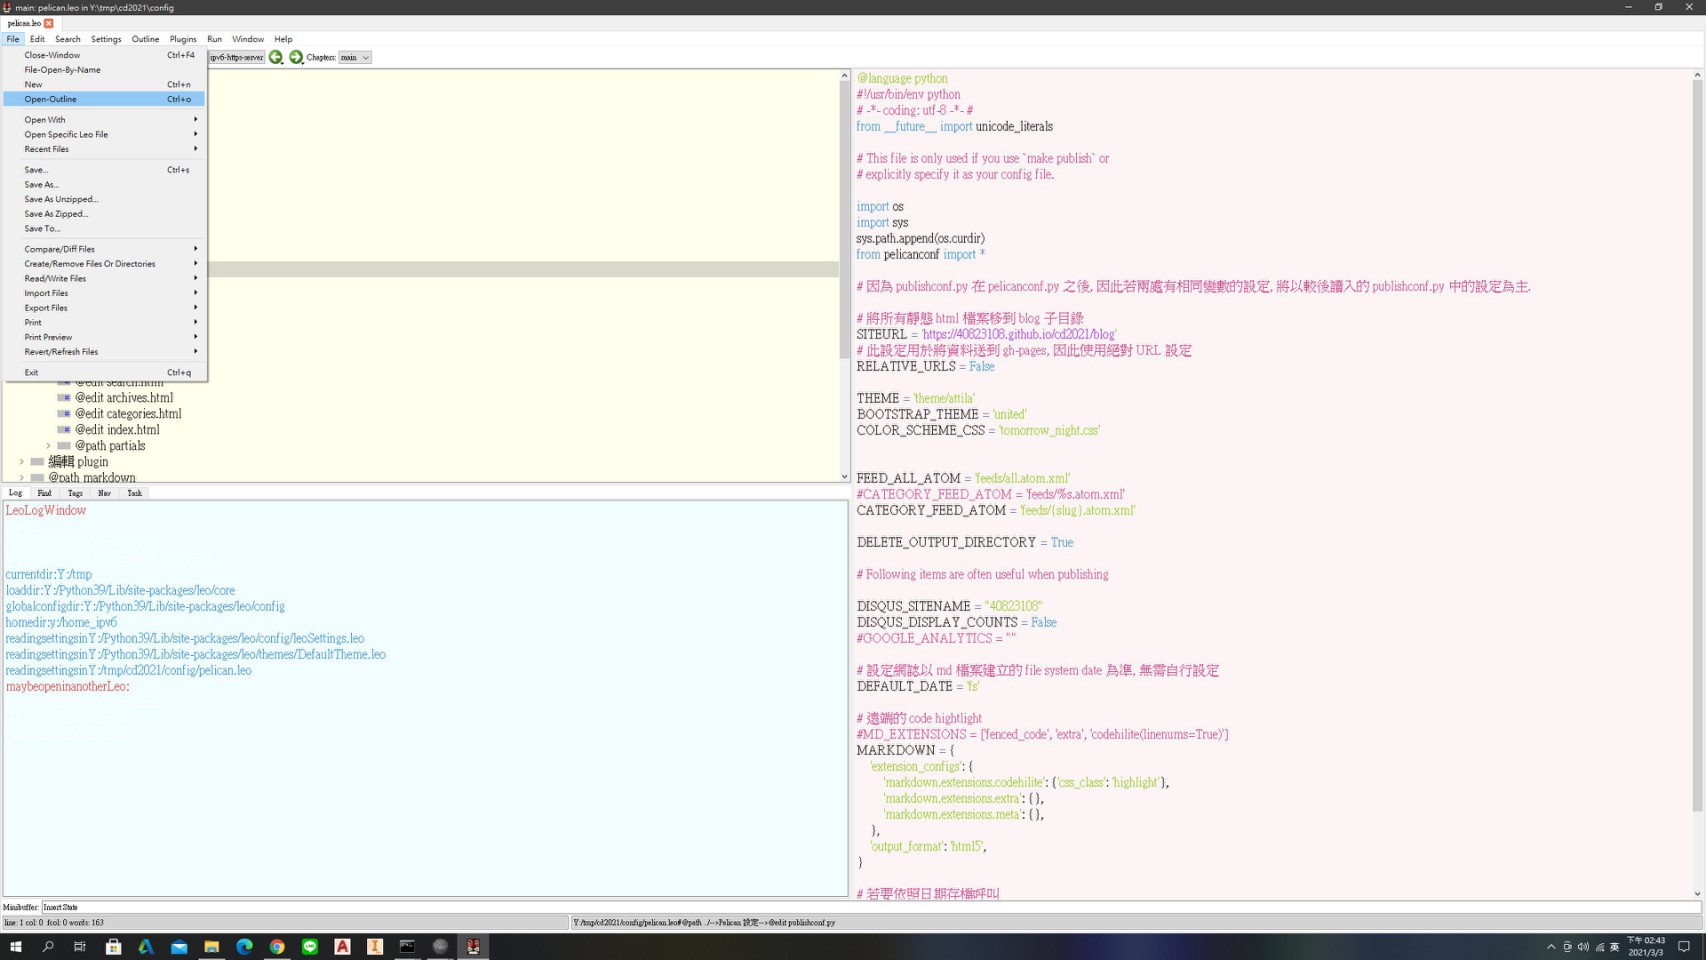 main: pelican.leo in Y:\tmp\cd2021\config
pelican.leo
File Edit Search Settings Outline Plugins Run Window Help
Close-Window Ctrl+F4
File-Open-By-Name
New Ctrl+n
Open-Outline Ctrl+o
Open With
Open Specific Leo File
Recent Files
Save... Ctrl+s
Save As...
Save As Unzipped...
Save As Zipped...
Save To...
Compare/Diff Files
Create/Remove Files Or Directories
Read/Write Files
Import Files
Export Files
Print
Print Preview
Revert/Refresh Files
Exit Ctrl+q
ipv6-https-server Chapters: main
@edit search.html
@edit archives.html
@edit categories.html
@edit index.html
@path partials
編輯 plugin
@path markdown
Log Find Tags Nav Task
LeoLogWindow
currentdir:Y:/tmp
loaddir:Y:/Python39/Lib/site-packages/leo/core
globalconfigdir:Y:/Python39/Lib/site-packages/leo/config
homedir:y:/home_ipv6
readingsettingsinY:/Python39/Lib/site-packages/leo/config/leoSettings.leo
readingsettingsinY:/Python39/Lib/site-packages/leo/themes/DefaultTheme.leo
readingsettingsinY:/tmp/cd2021/config/pelican.leo
maybeopeninanotherLeo:
@language python
#!/usr/bin/env python
# -*- coding: utf-8 -*- #
from __future__ import unicode_literals
# This file is only used if you use `make publish` or
# explicitly specify it as your config file.
import os
import sys
sys.path.append(os.curdir)
from pelicanconf import *
# 因為 publishconf.py 在 pelicanconf.py 之後, 因此若兩處有相同變數的設定, 將以較後讀入的 publishconf.py 中的設定為主.
# 將所有靜態 html 檔案移到 blog 子目錄
SITEURL = 'https://40823108.github.io/cd2021/blog'
# 此設定用於將資料送到 gh-pages, 因此使用絕對 URL 設定
RELATIVE_URLS = False
THEME = 'theme/attila'
BOOTSTRAP_THEME = 'united'
COLOR_SCHEME_CSS = 'tomorrow_night.css'
FEED_ALL_ATOM = 'feeds/all.atom.xml'
#CATEGORY_FEED_ATOM = 'feeds/%s.atom.xml'
CATEGORY_FEED_ATOM = 'feeds/{slug}.atom.xml'
DELETE_OUTPUT_DIRECTORY = True
# Following items are often useful when publishing
DISQUS_SITENAME = "40823108"
DISQUS_DISPLAY_COUNTS = False
#GOOGLE_ANALYTICS = ""
# 設定網誌以 md 檔案建立的 file system date 為準, 無需自行設定
DEFAULT_DATE = 'fs'
# 遠端的 code hightlight
#MD_EXTENSIONS = ['fenced_code', 'extra', 'codehilite(linenums=True)']
MARKDOWN = {
'extension_configs': {
'markdown.extensions.codehilite': {'css_class': 'highlight'},
'markdown.extensions.extra': {},
'markdown.extensions.meta': {},
},
'output_format': 'html5',
}
# 若要依照日期存檔呼叫
Minibuffer: Insert State
line: 1 col: 0 fcol: 0 words: 163
Y:/tmp/cd2021/config/pelican.leo#@path ../-->Pelican 設定-->@edit publishconf.py
英
下午 02:43
2021/3/3